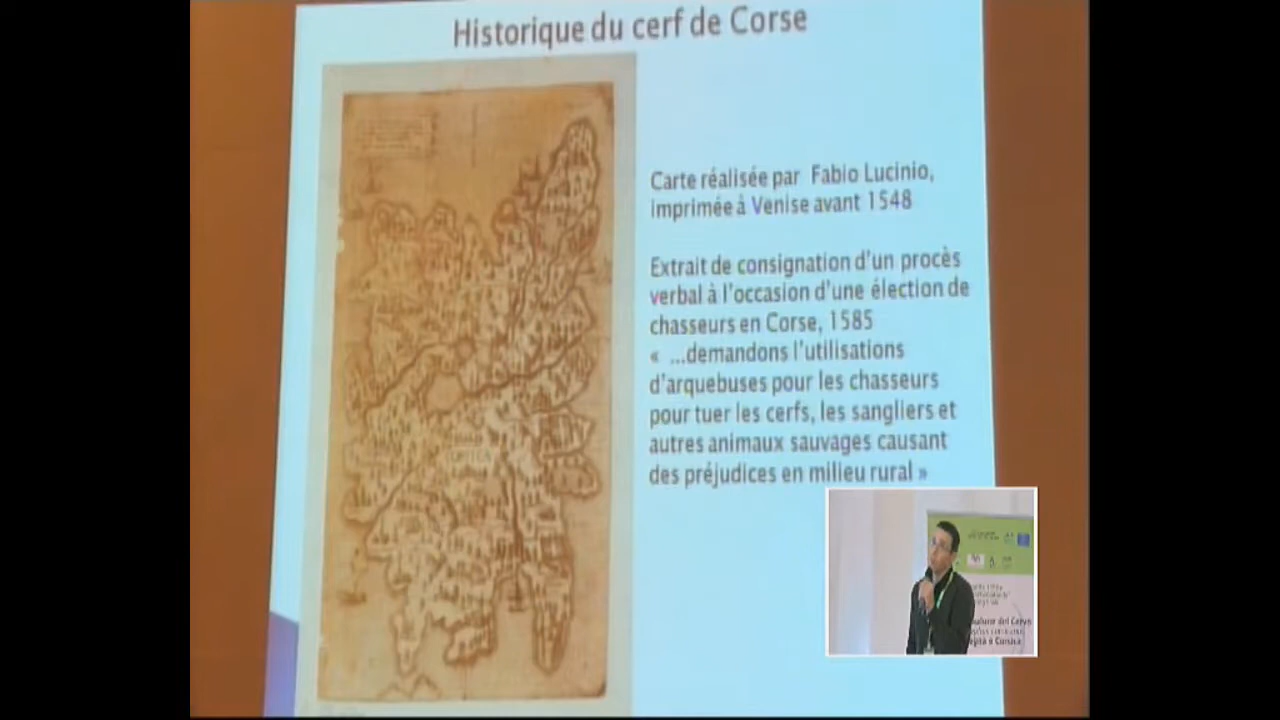 Historique du cerf de Corse
Carte réalisée par Fabio Lucinio,
imprimée à Venise avant 1548
Extrait de consignation d'un procès
verbal à l'occasion d'une élection de
chasseurs en Corse, 1585
« ...demandons l'utilisations
d'arquebuses pour les chasseurs
pour tuer les cerfs, les sangliers et
autres animaux sauvages causant
des préjudices en milieu rural »